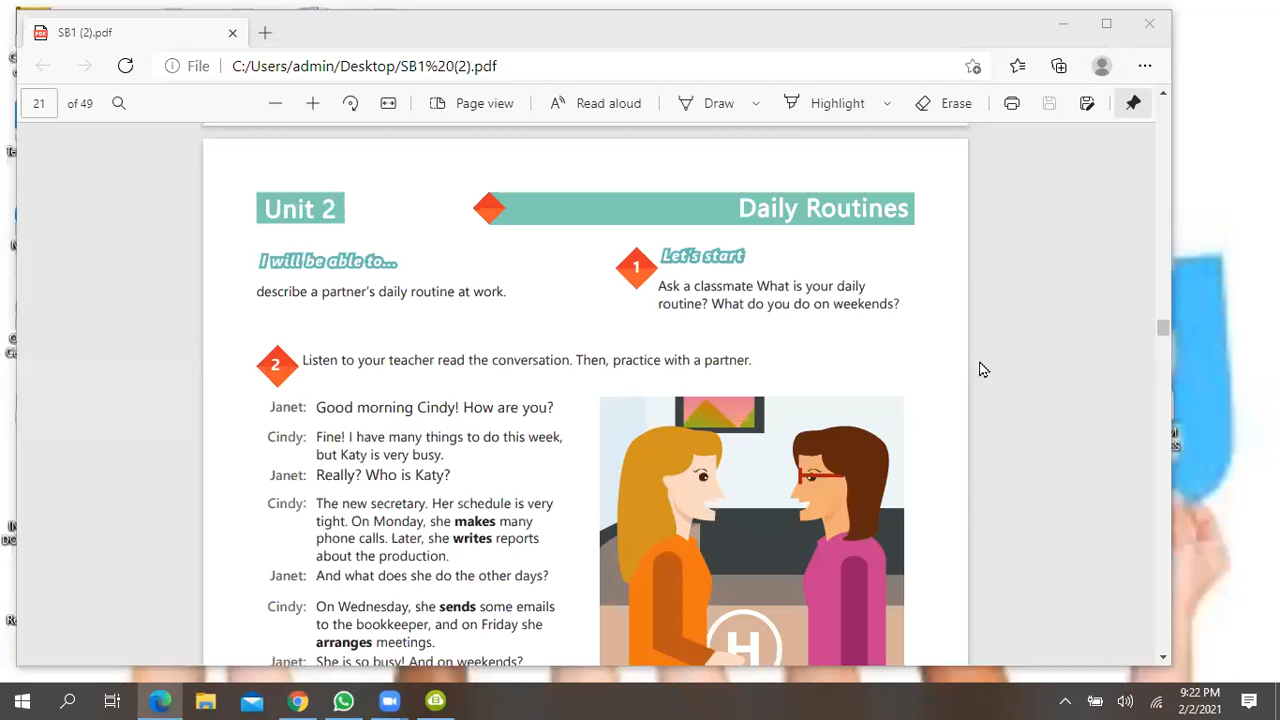 SB1 (2).pdf
File
C:/Users/admin/Desktop/SB1%20(2).pdf
21 of 49
Page view
Read aloud
Draw
Highlight
Erase
Unit 2
Daily Routines
I will be able to...
describe a partner's daily routine at work.
1
Let's start
Ask a classmate What is your daily
routine? What do you do on weekends?
2
Listen to your teacher read the conversation. Then, practice with a partner.
Janet: Good morning Cindy! How are you?
Cindy: Fine! I have many things to do this week,
but Katy is very busy.
Janet: Really? Who is Katy?
Cindy: The new secretary. Her schedule is very
tight. On Monday, she makes many
phone calls. Later, she writes reports
about the production.
Janet: And what does she do the other days?
Cindy: On Wednesday, she sends some emails
to the bookkeeper, and on Friday she
arranges meetings.
Janet: She is so busy! And on weekends?
H
9:22 PM
2/2/2021